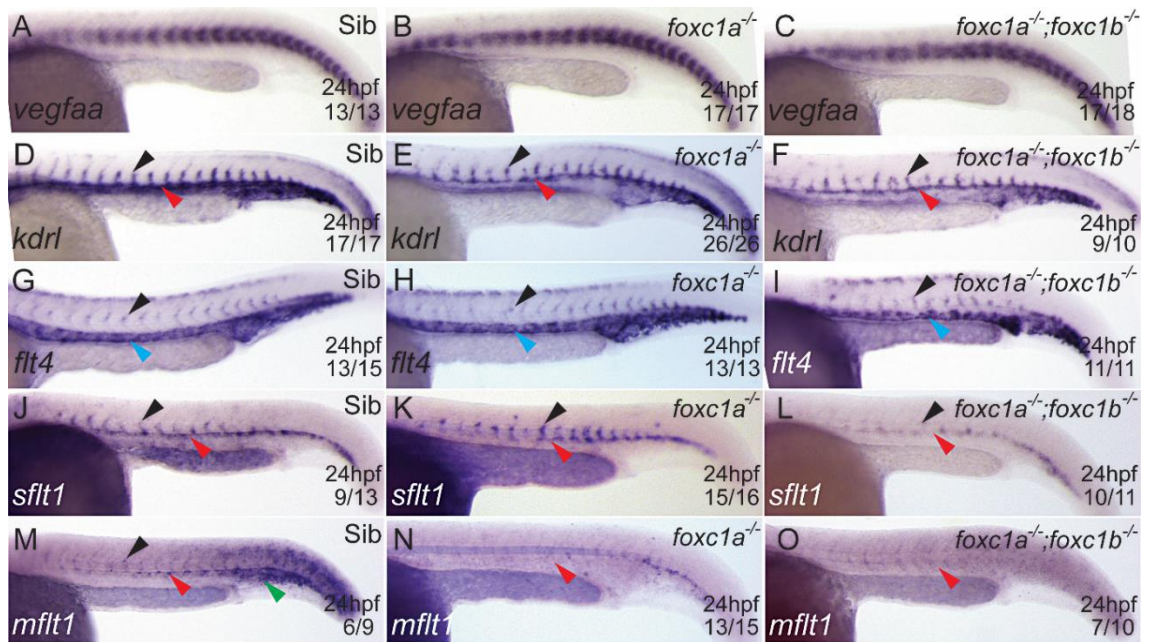 A Sib
vegfaa
24hpf
13/13
B foxc1a-/-
vegfaa
24hpf
17/17
C foxc1a-/-;foxc1b-/-
vegfaa
24hpf
17/18
D Sib
kdrl
24hpf
17/17
E foxc1a-/-
kdrl
24hpf
26/26
F foxc1a-/-;foxc1b-/-
kdrl
24hpf
9/10
G Sib
flt4
24hpf
13/15
H foxc1a-/-
flt4
24hpf
13/13
I foxc1a-/-;foxc1b-/-
flt4
24hpf
11/11
J Sib
sflt1
24hpf
9/13
K foxc1a-/-
sflt1
24hpf
15/16
L foxc1a-/-;foxc1b-/-
sflt1
24hpf
10/11
M Sib
mflt1
24hpf
6/9
N foxc1a-/-
mflt1
24hpf
13/15
O foxc1a-/-;foxc1b-/-
mflt1
24hpf
7/10